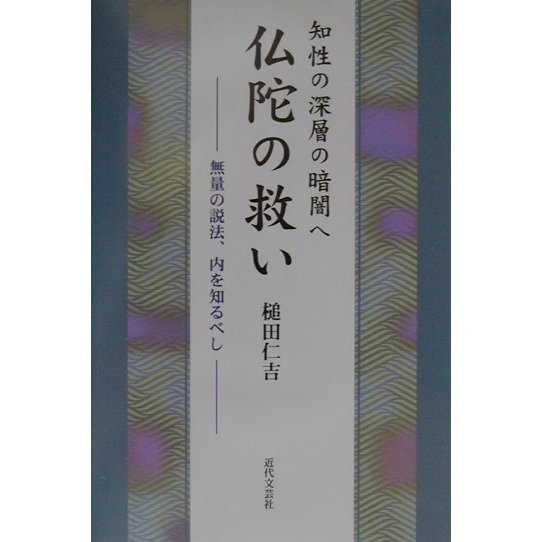 知性の深層の暗闇へ
仏陀の救い
無量の説法、内を知るべし
槌田仁吉
近代文芸社